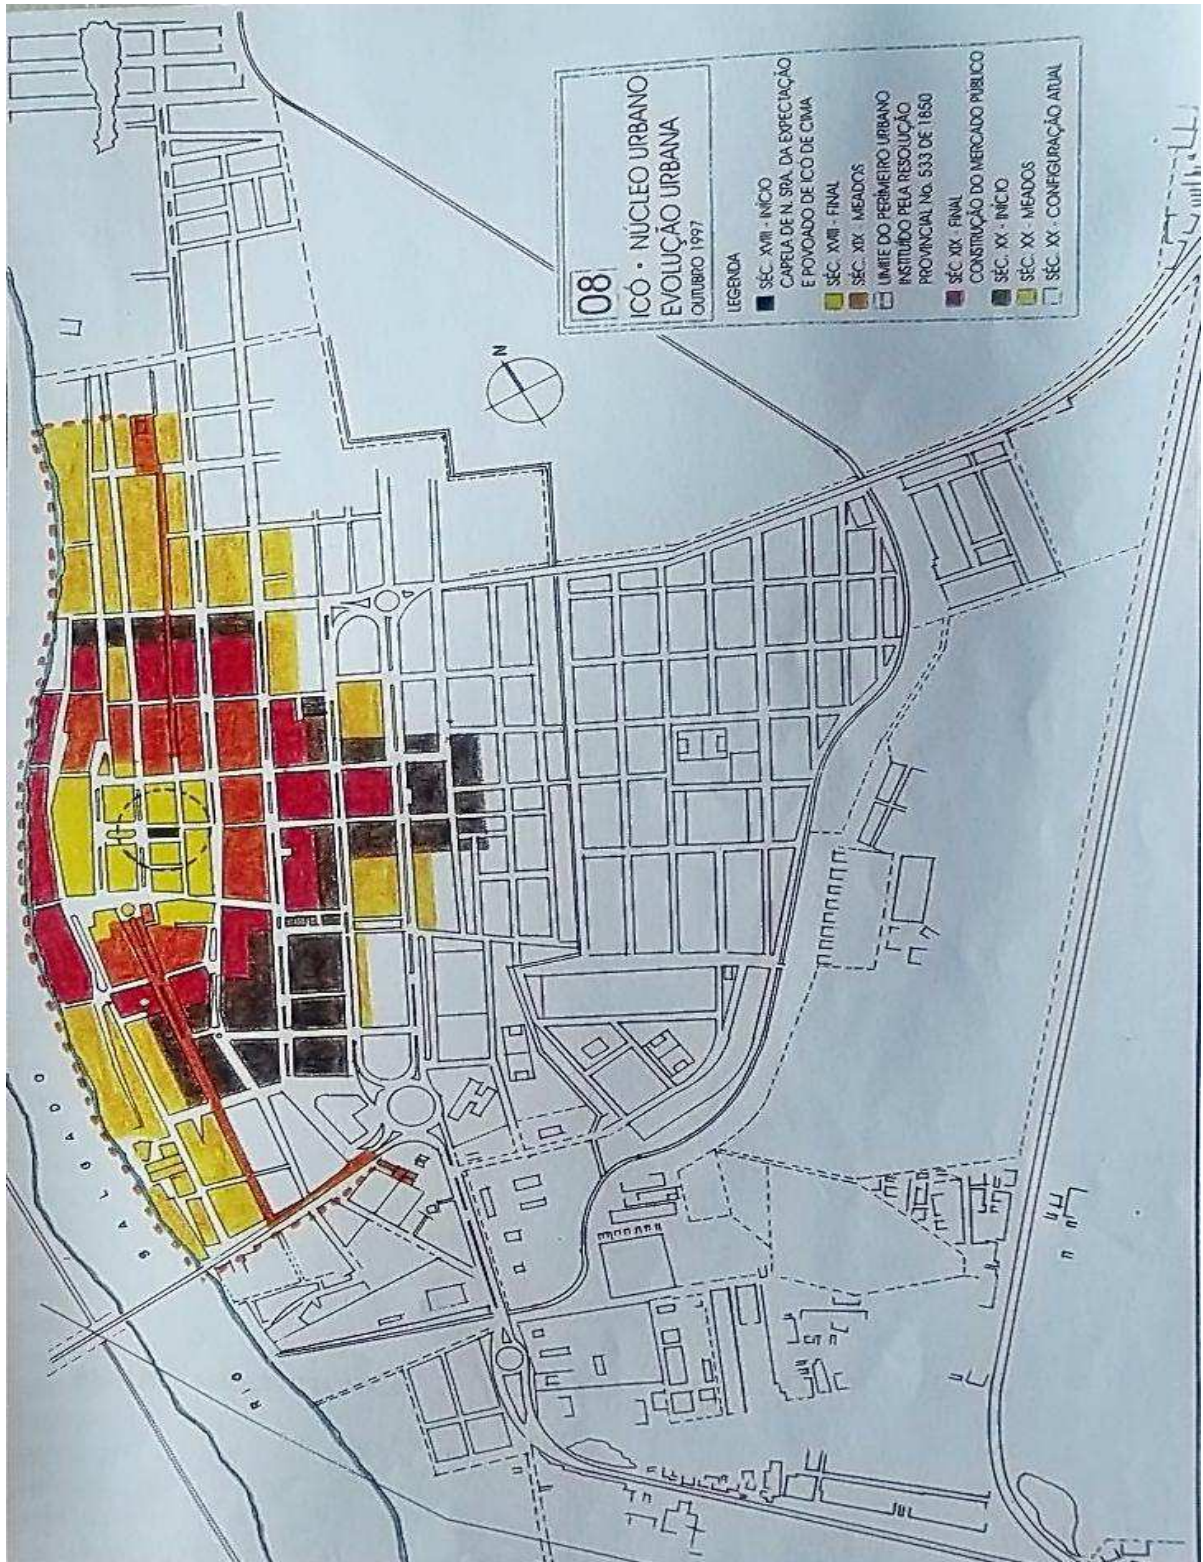 08
ICÓ • NÚCLEO URBANO
EVOLUÇÃO URBANA
OUTUBRO 1997
LEGENDA
SÉC. XVIII - INÍCIO
CAPELA DE N. SRA. DA EXPECTAÇÃO
E POVOADO DE ICÓ DE CIMA
SÉC. XVIII - FINAL
SÉC. XIX - MEADOS
LIMITE DO PERÍMETRO URBANO
INSTITUÍDO PELA RESOLUÇÃO
PROVINCIAL No. 533 DE 1850
SÉC. XIX - FINAL
CONSTRUÇÃO DO MERCADO PÚBLICO
SÉC. XX - INÍCIO
SÉC. XX - MEADOS
SÉC. XX - CONFIGURAÇÃO ATUAL
N
RIO SALGADO